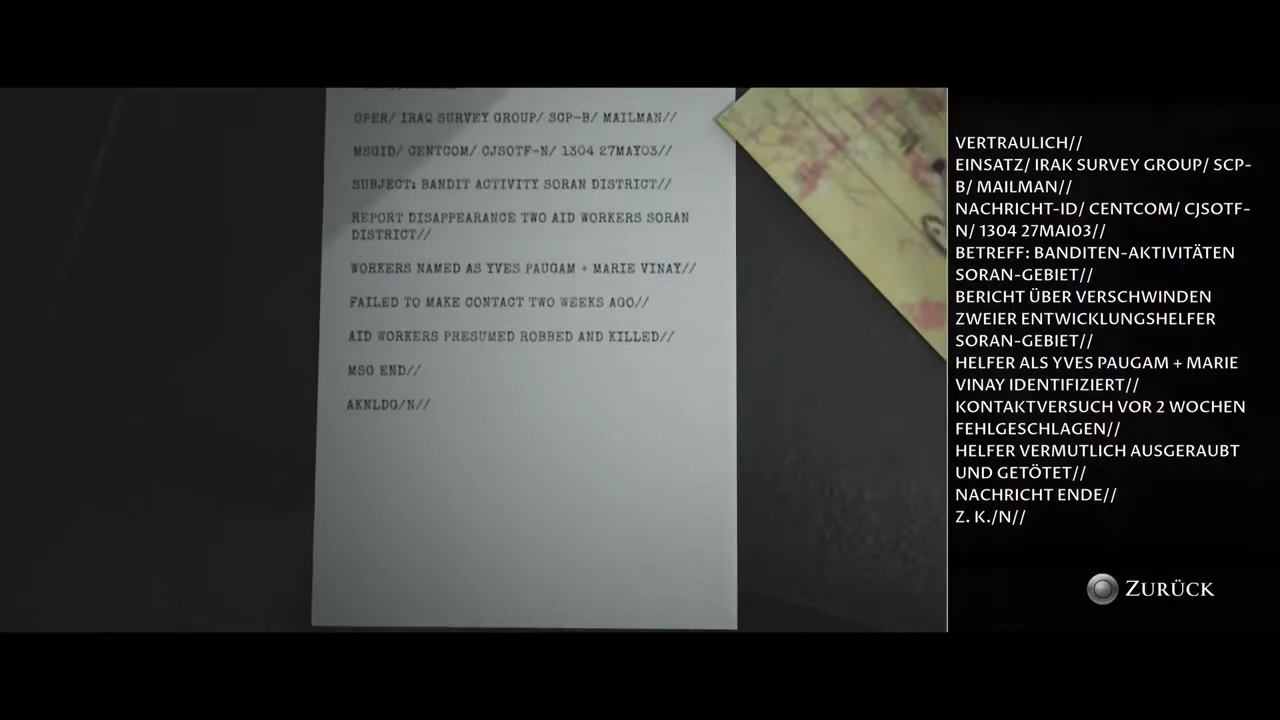 OPER/ IRAQ SURVEY GROUP/ SCP-B/ MAILMAN//
MSGID/ CENTCOM/ CJSOTF-N/ 1304 27MAY03//
SUBJECT: BANDIT ACTIVITY SORAN DISTRICT//
REPORT DISAPPEARANCE TWO AID WORKERS SORAN
DISTRICT//
WORKERS NAMED AS YVES PAUGAM + MARIE VINAY//
FAILED TO MAKE CONTACT TWO WEEKS AGO//
AID WORKERS PRESUMED ROBBED AND KILLED//
MSG END//
AKNLDG/N//
VERTRAULICH//
EINSATZ/ IRAK SURVEY GROUP/ SCP-
B/ MAILMAN//
NACHRICHT-ID/ CENTCOM/ CJSOTF-
N/ 1304 27MAI03//
BETREFF: BANDITEN-AKTIVITÄTEN
SORAN-GEBIET//
BERICHT ÜBER VERSCHWINDEN
ZWEIER ENTWICKLUNGSHELFER
SORAN-GEBIET//
HELFER ALS YVES PAUGAM + MARIE
VINAY IDENTIFIZIERT//
KONTAKTVERSUCH VOR 2 WOCHEN
FEHLGESCHLAGEN//
HELFER VERMUTLICH AUSGERAUBT
UND GETÖTET//
NACHRICHT ENDE//
Z. K./N//
ZURÜCK